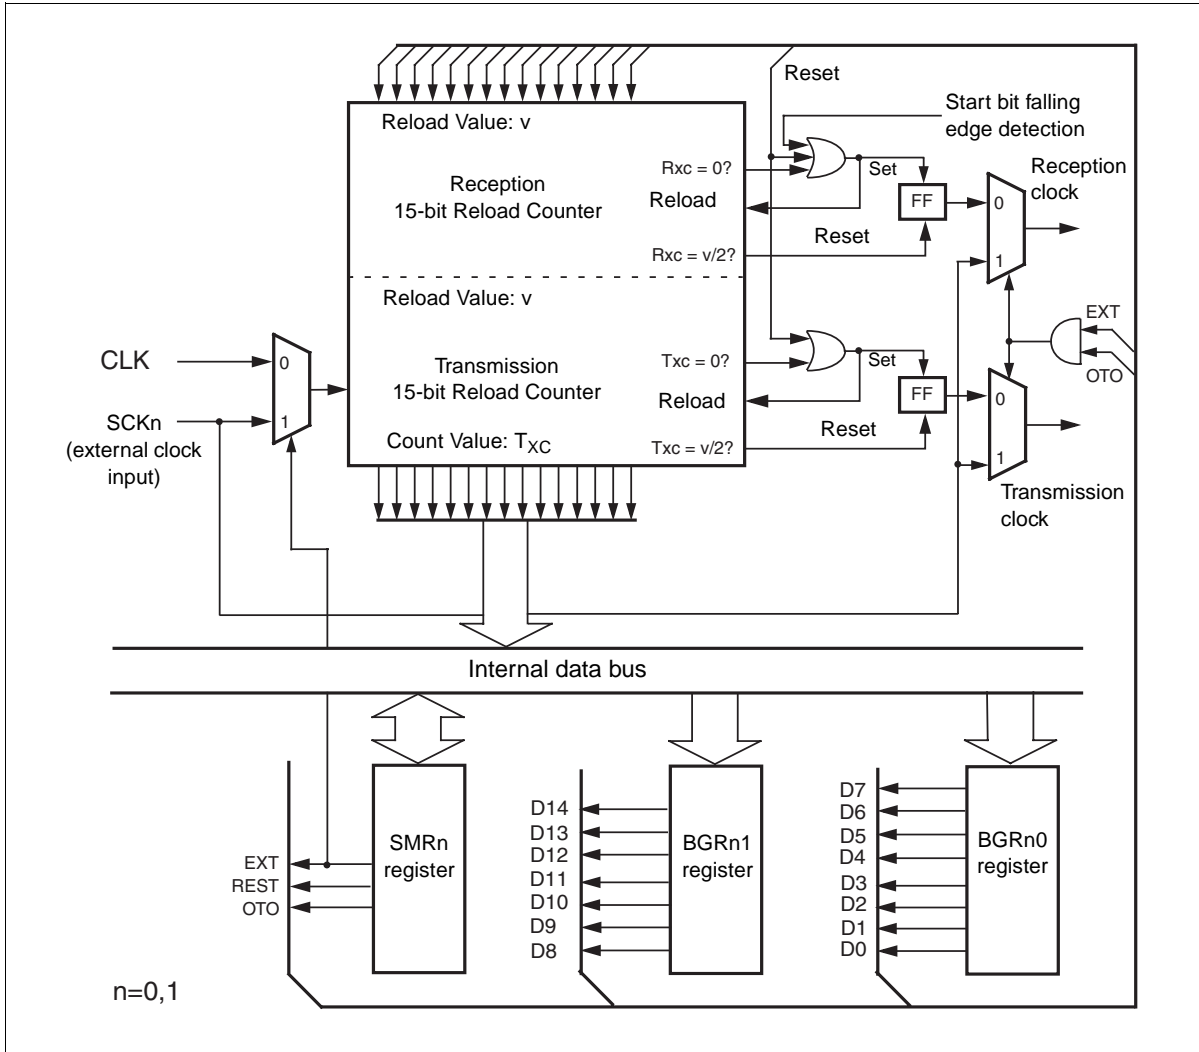 Reset
Start bit falling
edge detection
Reload Value: v
Rxc = 0?
Set
Reception
clock
Reception
15-bit Reload Counter
Reload
FF
0
Reset
Rxc = v/2?
1
Reload Value: v
EXT
OTO
CLK
0
Transmission
15-bit Reload Counter
Txc = 0?
Set
Reload
FF
0
SCKn
(external clock
input)
1
Count Value: TXC
Reset
Txc = v/2?
1
Transmission
clock
Internal data bus
SMRn
register
EXT
REST
OTO
BGRn1
register
D14
D13
D12
D11
D10
D9
D8
BGRn0
register
D7
D6
D5
D4
D3
D2
D1
D0
n=0,1